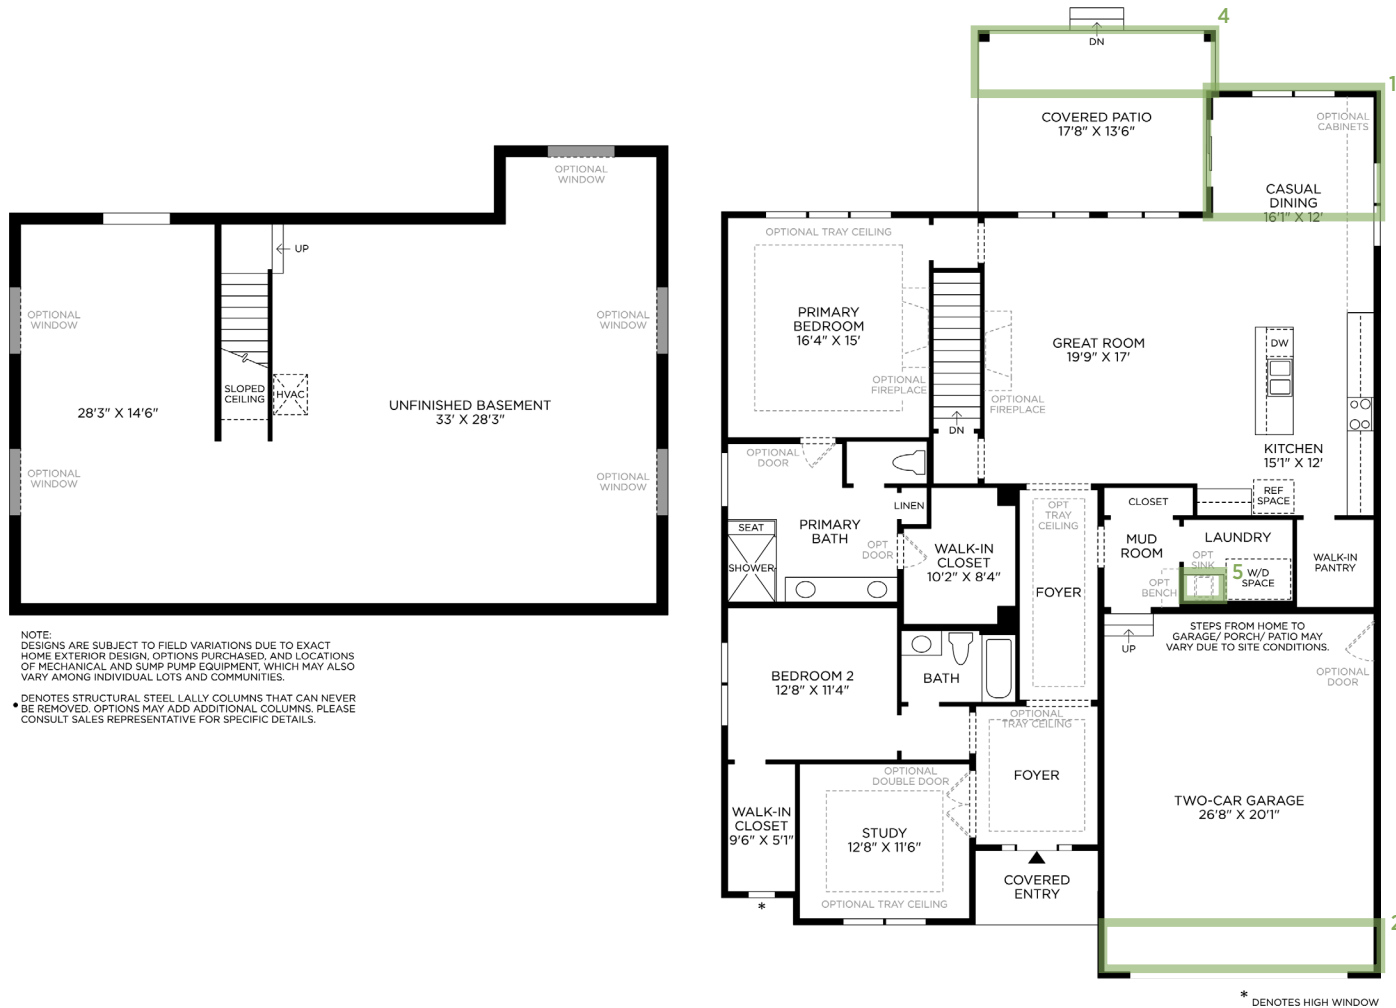 4
DN
1
COVERED PATIO
17'8" X 13'6"
OPTIONAL
CABINETS
CASUAL
DINING
16'1" X 12'
OPTIONAL
WINDOW
UP
OPTIONAL
WINDOW
OPTIONAL
WINDOW
SLOPED
CEILING
HVAC
28'3" X 14'6"
UNFINISHED BASEMENT
33' X 28'3"
OPTIONAL
WINDOW
OPTIONAL
WINDOW
NOTE:
DESIGNS ARE SUBJECT TO FIELD VARIATIONS DUE TO EXACT
HOME EXTERIOR DESIGN, OPTIONS PURCHASED, AND LOCATIONS
OF MECHANICAL AND SUMP PUMP EQUIPMENT, WHICH MAY ALSO
VARY AMONG INDIVIDUAL LOTS AND COMMUNITIES.
• DENOTES STRUCTURAL STEEL LALLY COLUMNS THAT CAN NEVER
BE REMOVED. OPTIONS MAY ADD ADDITIONAL COLUMNS. PLEASE
CONSULT SALES REPRESENTATIVE FOR SPECIFIC DETAILS.
OPTIONAL TRAY CEILING
PRIMARY
BEDROOM
16'4" X 15'
OPTIONAL
FIREPLACE
DN
OPTIONAL
FIREPLACE
GREAT ROOM
19'9" X 17'
DW
KITCHEN
15'1" X 12'
REF
SPACE
OPTIONAL
DOOR
LINEN
SEAT
SHOWER
PRIMARY
BATH
OPT
DOOR
WALK-IN
CLOSET
10'2" X 8'4"
OPT
TRAY
CEILING
FOYER
CLOSET
MUD
ROOM
OPT
BENCH
LAUNDRY
OPT
SINK
5
W/D
SPACE
WALK-IN
PANTRY
UP
STEPS FROM HOME TO
GARAGE/ PORCH/ PATIO MAY
VARY DUE TO SITE CONDITIONS.
OPTIONAL
DOOR
BEDROOM 2
12'8" X 11'4"
BATH
OPTIONAL
TRAY CEILING
FOYER
OPTIONAL
DOUBLE DOOR
WALK-IN
CLOSET
9'6" X 5'1"
STUDY
12'8" X 11'6"
OPTIONAL TRAY CEILING
*
COVERED
ENTRY
TWO-CAR GARAGE
26'8" X 20'1"
2
* DENOTES HIGH WINDOW